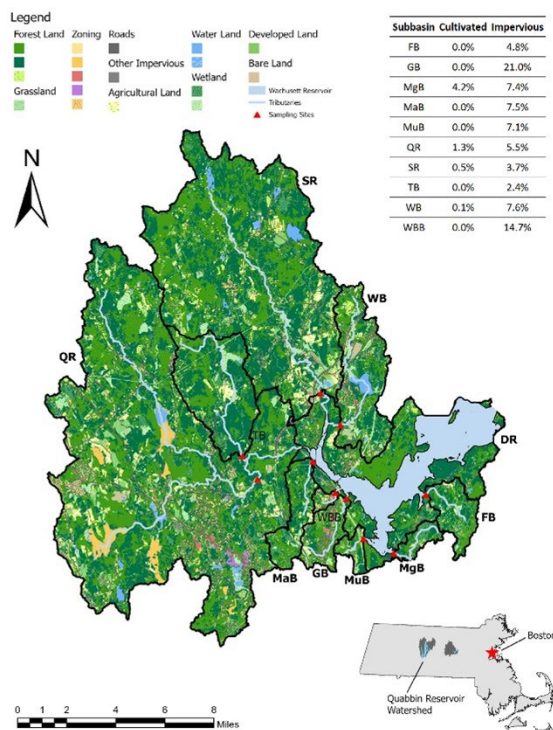 Legend
Forest Land Zoning Roads Water Land Developed Land
Other Impervious Bare Land
Wetland
Grassland Agricultural Land
Wachusett Reservoir
Tributaries
Sampling Sites
Subbasin Cultivated Impervious
FB 0.0% 4.8%
GB 0.0% 21.0%
MgB 4.2% 7.4%
MaB 0.0% 7.5%
MuB 0.0% 7.1%
QR 1.3% 5.5%
SR 0.5% 3.7%
TB 0.0% 2.4%
WB 0.1% 7.6%
WBB 0.0% 14.7%
N
SR
WB
QR
DR
TB
WBB
FB
MaB
GB
MuB
MgB
Boston
Quabbin Reservoir
Watershed
0 2 4 6 8
Miles